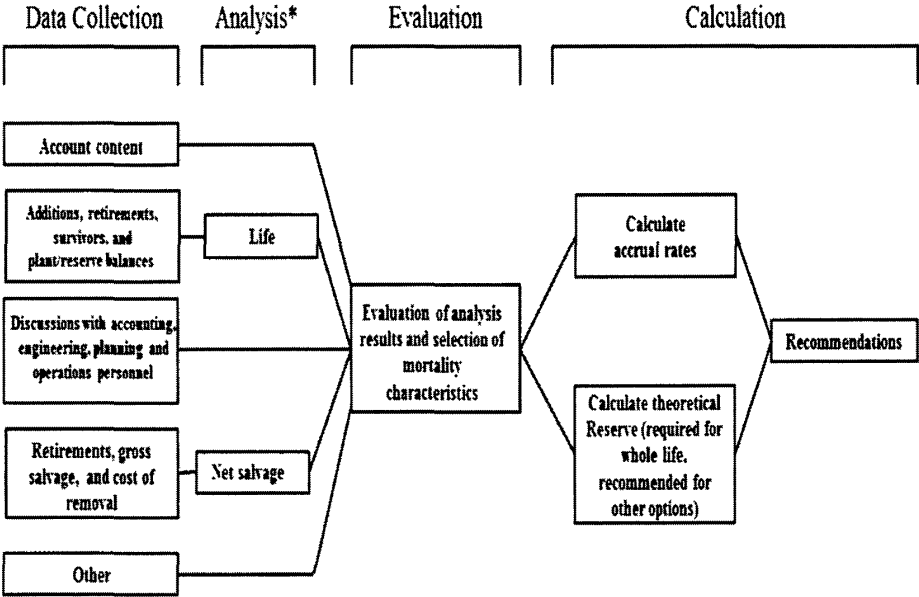 Data Collection
Analysis*
Evaluation
Calculation
Account content
Additions, retirements,
survivors, and
plant/reserve balances
Life
Discussions with accounting,
engineering, planning and
operations personnel
Retirements, gross
salvage, and cost of
removal
Net salvage
Other
Evaluation of analysis
results and selection of
mortality
characteristics
Calculate
accrual rates
Calculate theoretical
Reserve (required for
whole life,
recommended for
other options)
Recommendations